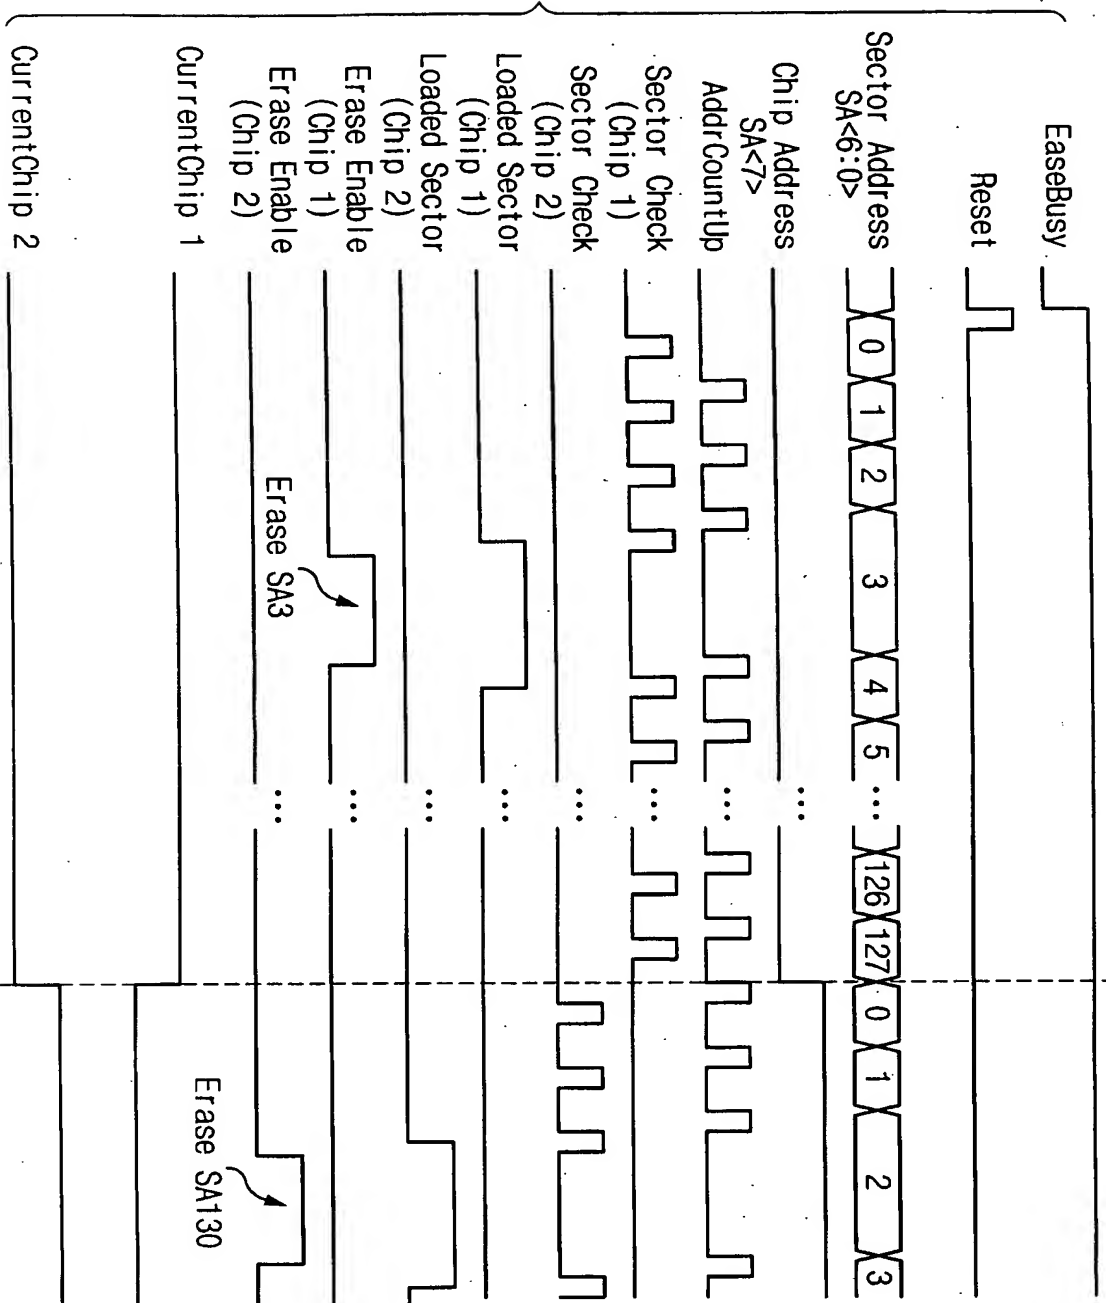 EaseBusy
Reset
Sector Address
SA<6:0>
0 1 2 3 4 5 ... 126 127 0 1 2 3
Chip Address
SA<7>
...
AddrCountUp
...
Sector Check
(Chip 1)
...
Sector Check
(Chip 2)
...
Loaded Sector
(Chip 1)
...
Loaded Sector
(Chip 2)
...
Erase Enable
(Chip 1)
...
Erase SA3
Erase Enable
(Chip 2)
...
Erase SA130
CurrentChip 1
CurrentChip 2